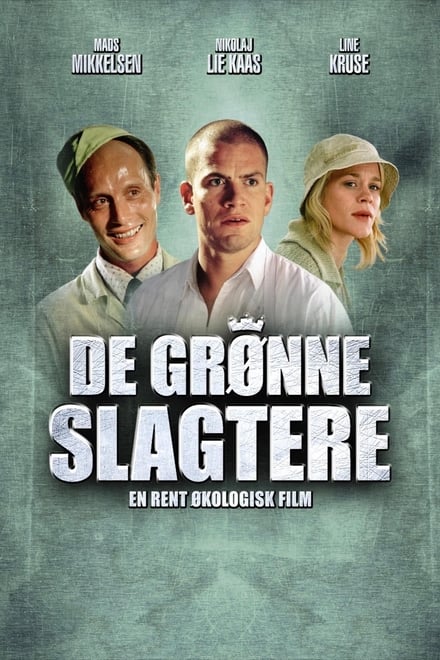 MADS NIKOLAJ LINE
MIKKELSEN LIE KAAS KRUSE
DE GRØNNE
SLAGTERE
EN RENT ØKOLOGISK FILM